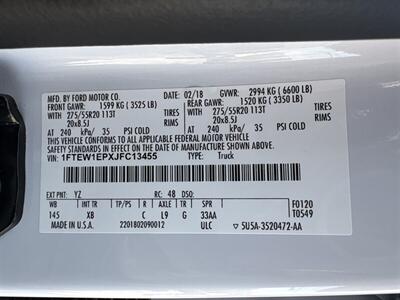 MFD. BY FORD MOTOR CO. 02/18 GVWR: 2994 KG (6600 LB)
FRONT GAWR: 1599 KG (3525 LB) REAR GAWR: 1520 KG (3350 LB)
WITH 275/55R20 113T TIRES WITH 275/55R20 113T TIRES
20x8.5J RIMS 20x8.5J RIMS
AT 240 kPa/ 35 PSI COLD AT 240 kPa/ 35 PSI COLD
THIS VEHICLE CONFORMS TO ALL APPLICABLE FEDERAL MOTOR VEHICLE
SAFETY STANDARDS IN EFFECT ON THE DATE OF MANUFACTURE SHOWN ABOVE.
VIN: 1FTEW1EPXJFC13455 TYPE: Truck
EXT PNT: YZ RC: 48 DSO: F0120
WB INT TR TP/PS R AXLE TR SPR T0549
145 XB C L9 G 33AA
MADE IN U.S.A. 2201802090012 ULC 5U5A-3520472-AA